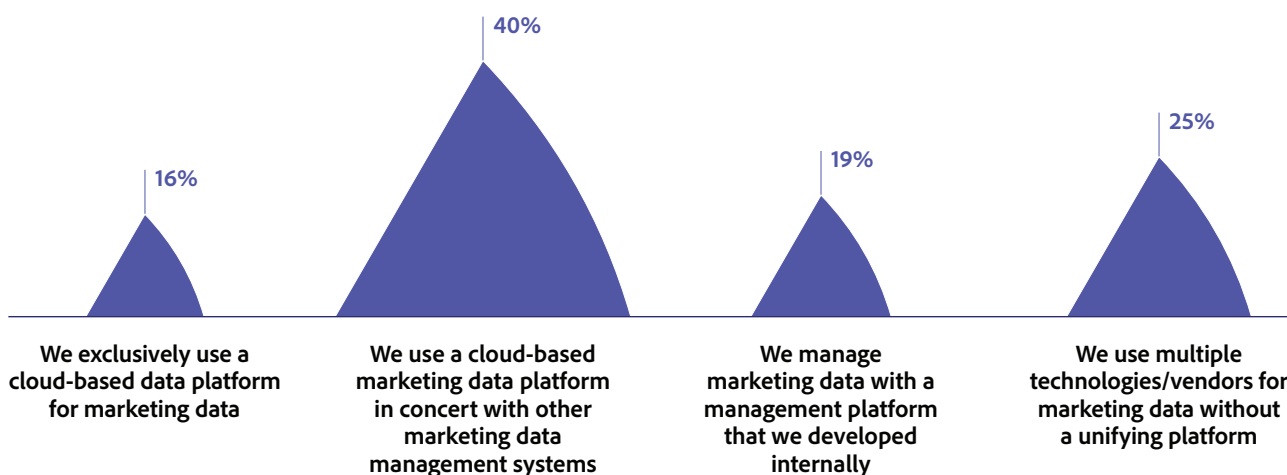 16%
40%
19%
25%
We exclusively use a
cloud-based data platform
for marketing data
We use a cloud-based
marketing data platform
in concert with other
marketing data
management systems
We manage
marketing data with a
management platform
that we developed
internally
We use multiple
technologies/vendors for
marketing data without
a unifying platform